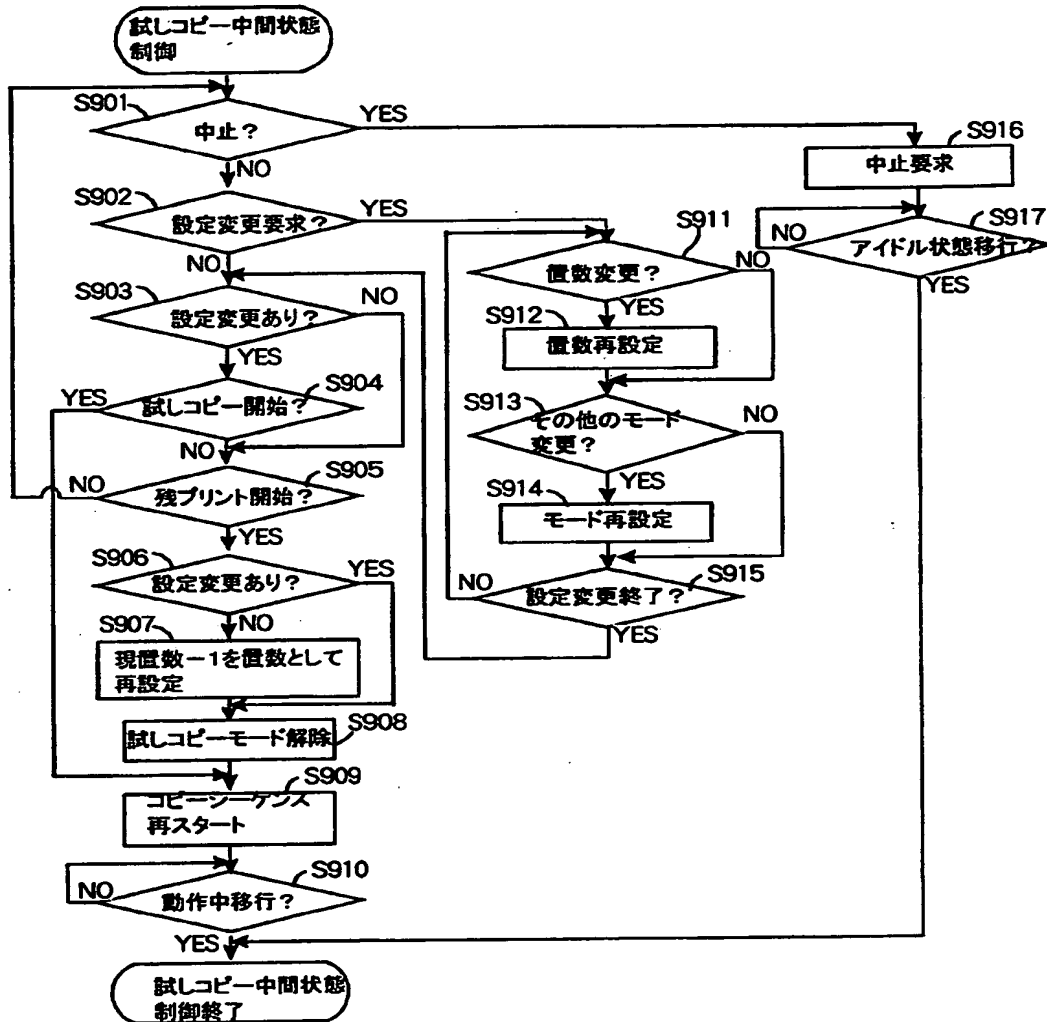 試しコピー中間状態
制御
S901
中止?
YES
NO
S916
中止要求
S902
設定変更要求?
YES
NO
S917
NO
アイドル状態移行?
YES
S911
置数変更?
NO
YES
S903
設定変更あり?
NO
YES
S912
置数再設定
S904
YES
試しコピー開始?
NO
S913
その他のモード
変更?
NO
YES
S905
NO
残プリント開始?
YES
S914
モード再設定
S906
設定変更あり?
YES
NO
S915
NO
設定変更終了?
YES
S907
現置数-1を置数として
再設定
S908
試しコピーモード解除
S909
コピーシーケンス
再スタート
S910
NO
動作中移行?
YES
試しコピー中間状態
制御終了